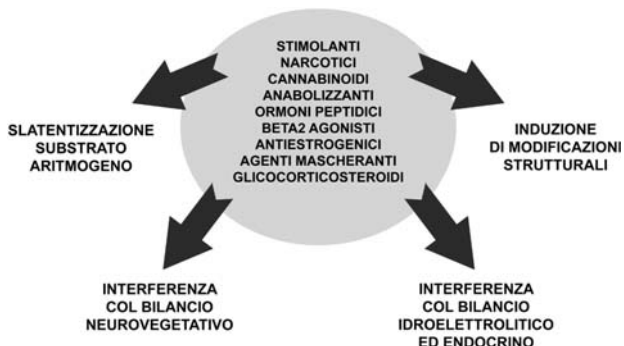 STIMOLANTI
NARCOTICI
CANNABINOIDI
ANABOLIZZANTI
ORMONI PEPTIDICI
BETA2 AGONISTI
ANTIESTROGENICI
AGENTI MASCHERANTI
GLICOCORTICOSTEROIDI
SLATENTIZZAZIONE
SUBSTRATO
ARITMOGENO
INDUZIONE
DI MODIFICAZIONI
STRUTTURALI
INTERFERENZA
COL BILANCIO
NEUROVEGETATIVO
INTERFERENZA
COL BILANCIO
IDROELETTROLITICO
ED ENDOCRINO